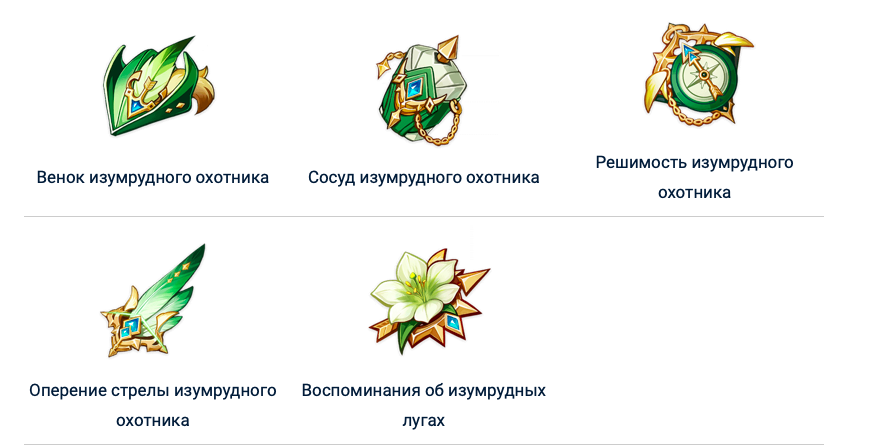 Венок изумрудного охотника
Сосуд изумрудного охотника
Решимость изумрудного
охотника
Оперение стрелы изумрудного
охотника
Воспоминания об изумрудных
лугах